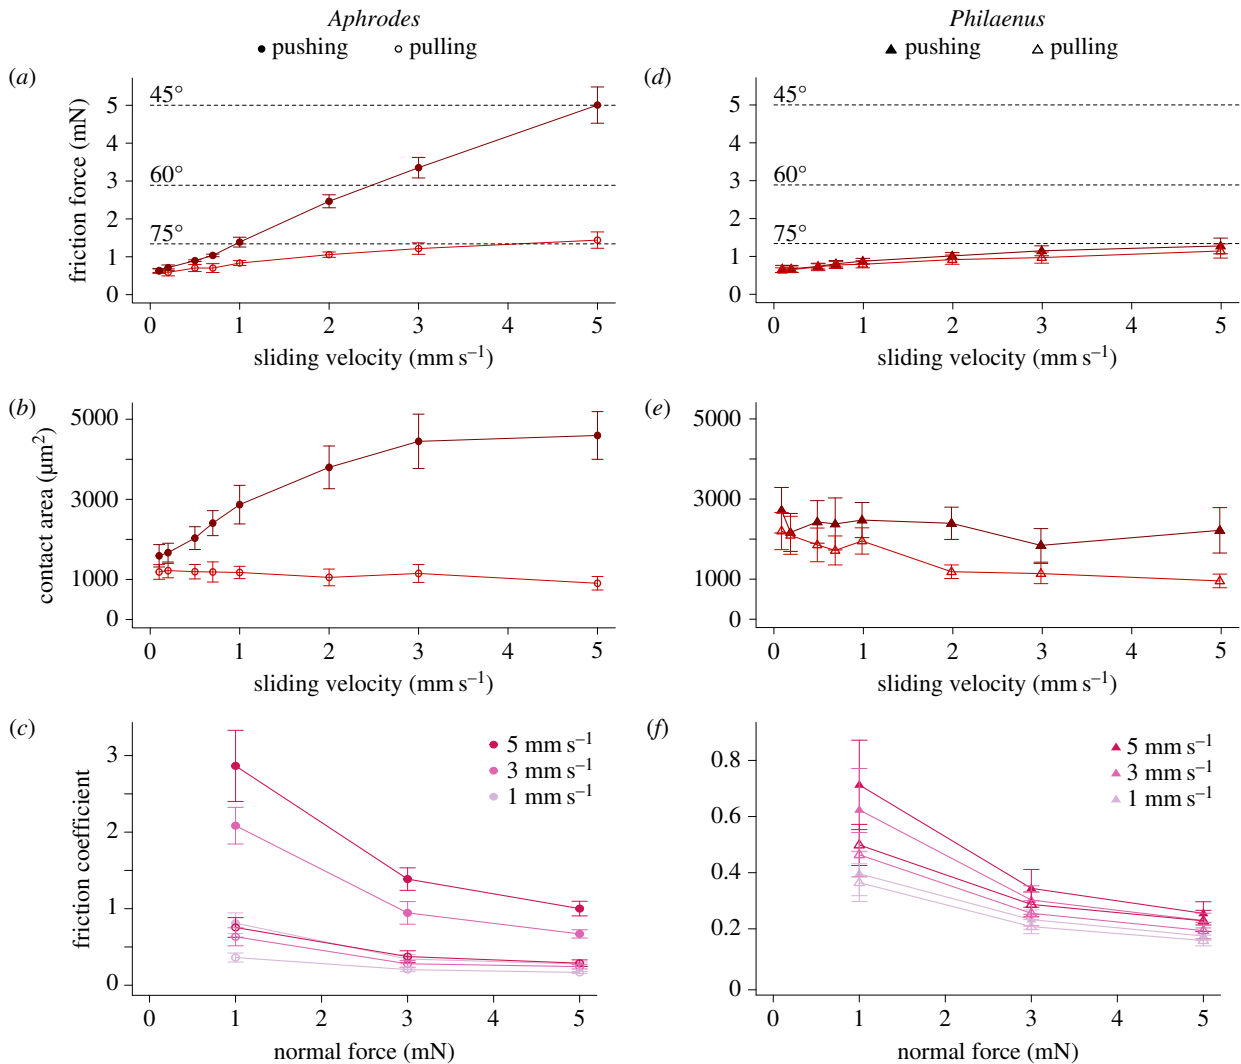 Aphrodes
pushing pulling
Philaenus
pushing pulling
(a)
friction force (mN)
5
4
3
2
1
0
45°
60°
75°
0 1 2 3 4 5
sliding velocity (mm s⁻¹)
(d)
5
4
3
2
1
0
45°
60°
75°
0 1 2 3 4 5
sliding velocity (mm s⁻¹)
(b)
contact area (µm²)
5000
3000
1000
0
0 1 2 3 4 5
sliding velocity (mm s⁻¹)
(e)
5000
3000
1000
0
0 1 2 3 4 5
sliding velocity (mm s⁻¹)
(c)
friction coefficient
3
2
1
0
5 mm s⁻¹
3 mm s⁻¹
1 mm s⁻¹
0 1 2 3 4 5
normal force (mN)
(f)
0.8
0.6
0.4
0.2
0
5 mm s⁻¹
3 mm s⁻¹
1 mm s⁻¹
0 1 2 3 4 5
normal force (mN)